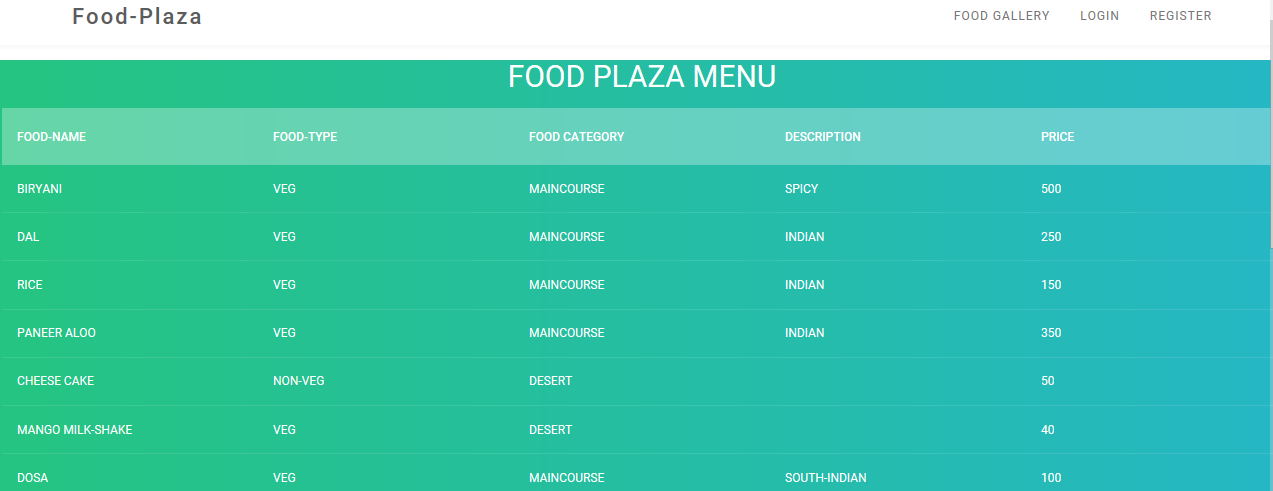 Food-Plaza FOOD GALLERY LOGIN REGISTER
FOOD PLAZA MENU
FOOD-NAME FOOD-TYPE FOOD CATEGORY DESCRIPTION PRICE
BIRYANI VEG MAINCOURSE SPICY 500
DAL VEG MAINCOURSE INDIAN 250
RICE VEG MAINCOURSE INDIAN 150
PANEER ALOO VEG MAINCOURSE INDIAN 350
CHEESE CAKE NON-VEG DESERT 50
MANGO MILK-SHAKE VEG DESERT 40
DOSA VEG MAINCOURSE SOUTH-INDIAN 100